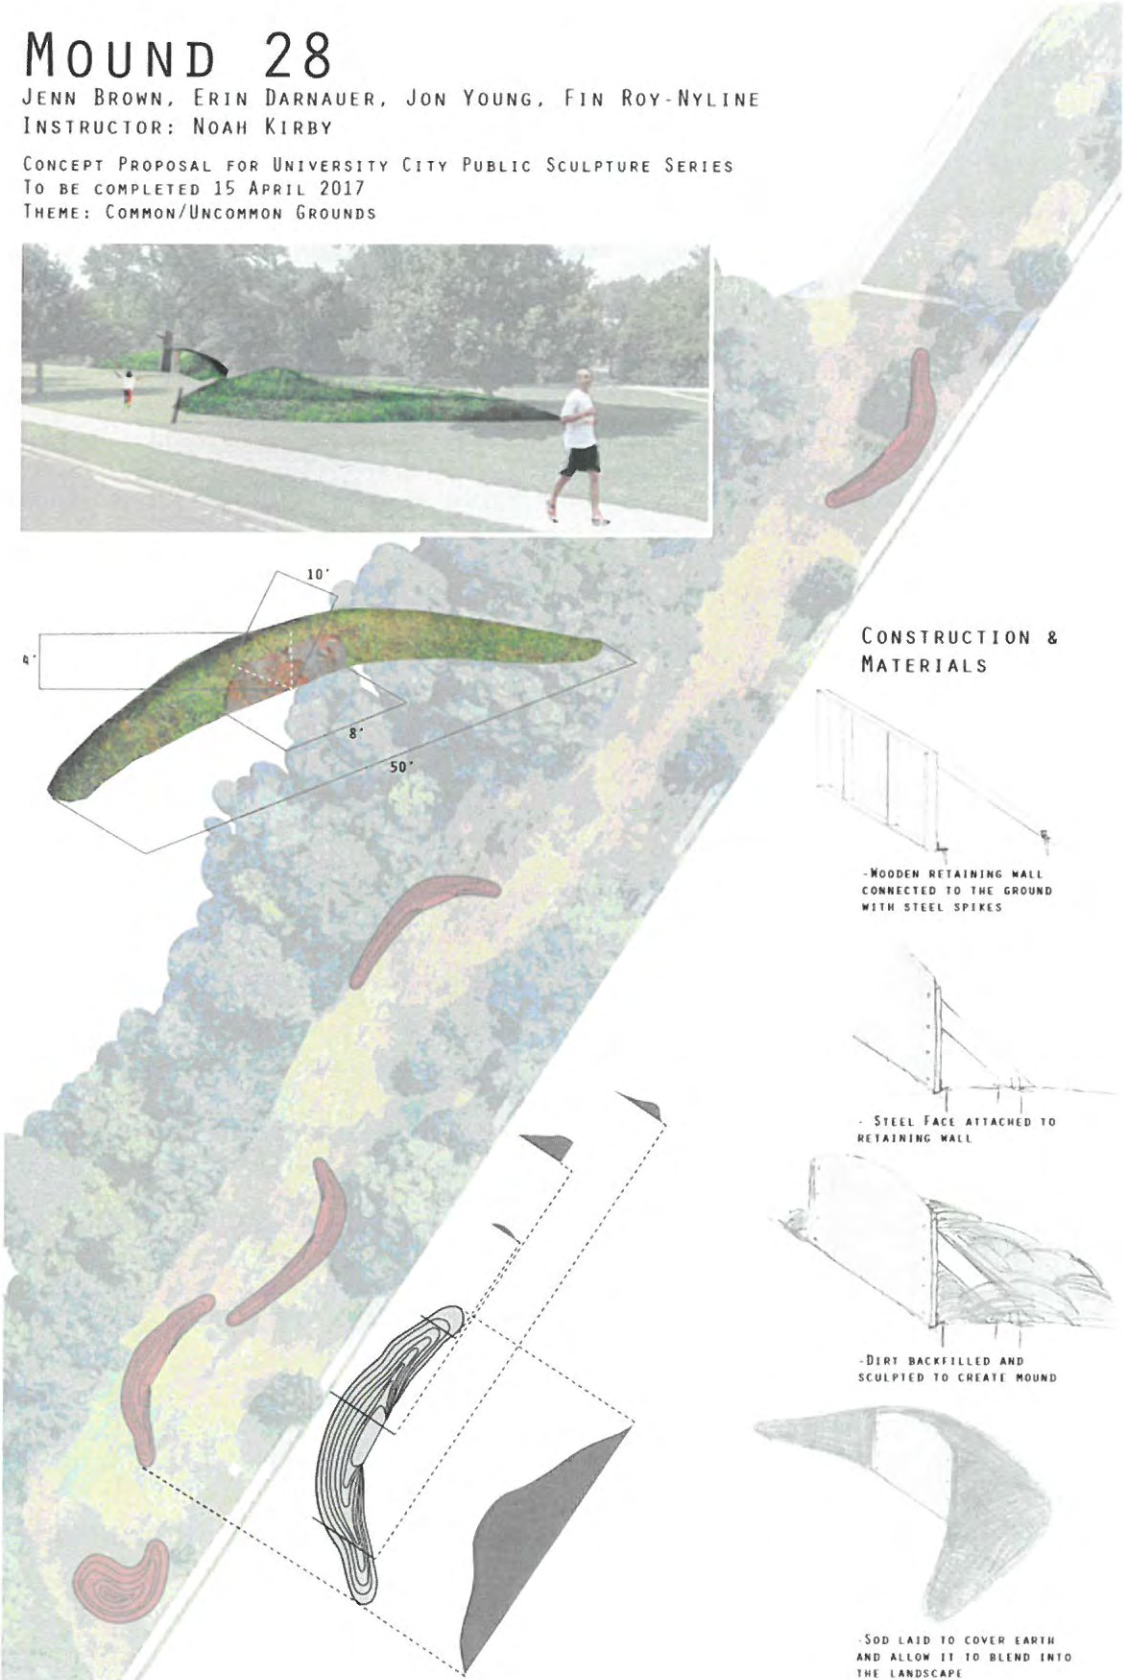 MOUND 28
JENN BROWN, ERIN DARNAUER, JON YOUNG, FIN ROY-NYLINE
INSTRUCTOR: NOAH KIRBY
CONCEPT PROPOSAL FOR UNIVERSITY CITY PUBLIC SCULPTURE SERIES
TO BE COMPLETED 15 APRIL 2017
THEME: COMMON/UNCOMMON GROUNDS
10'
4'
8'
50'
CONSTRUCTION &
MATERIALS
-WOODEN RETAINING WALL
CONNECTED TO THE GROUND
WITH STEEL SPIKES
- STEEL FACE ATTACHED TO
RETAINING WALL
-DIRT BACKFILLED AND
SCULPTED TO CREATE MOUND
-SOD LAID TO COVER EARTH
AND ALLOW IT TO BLEND INTO
THE LANDSCAPE